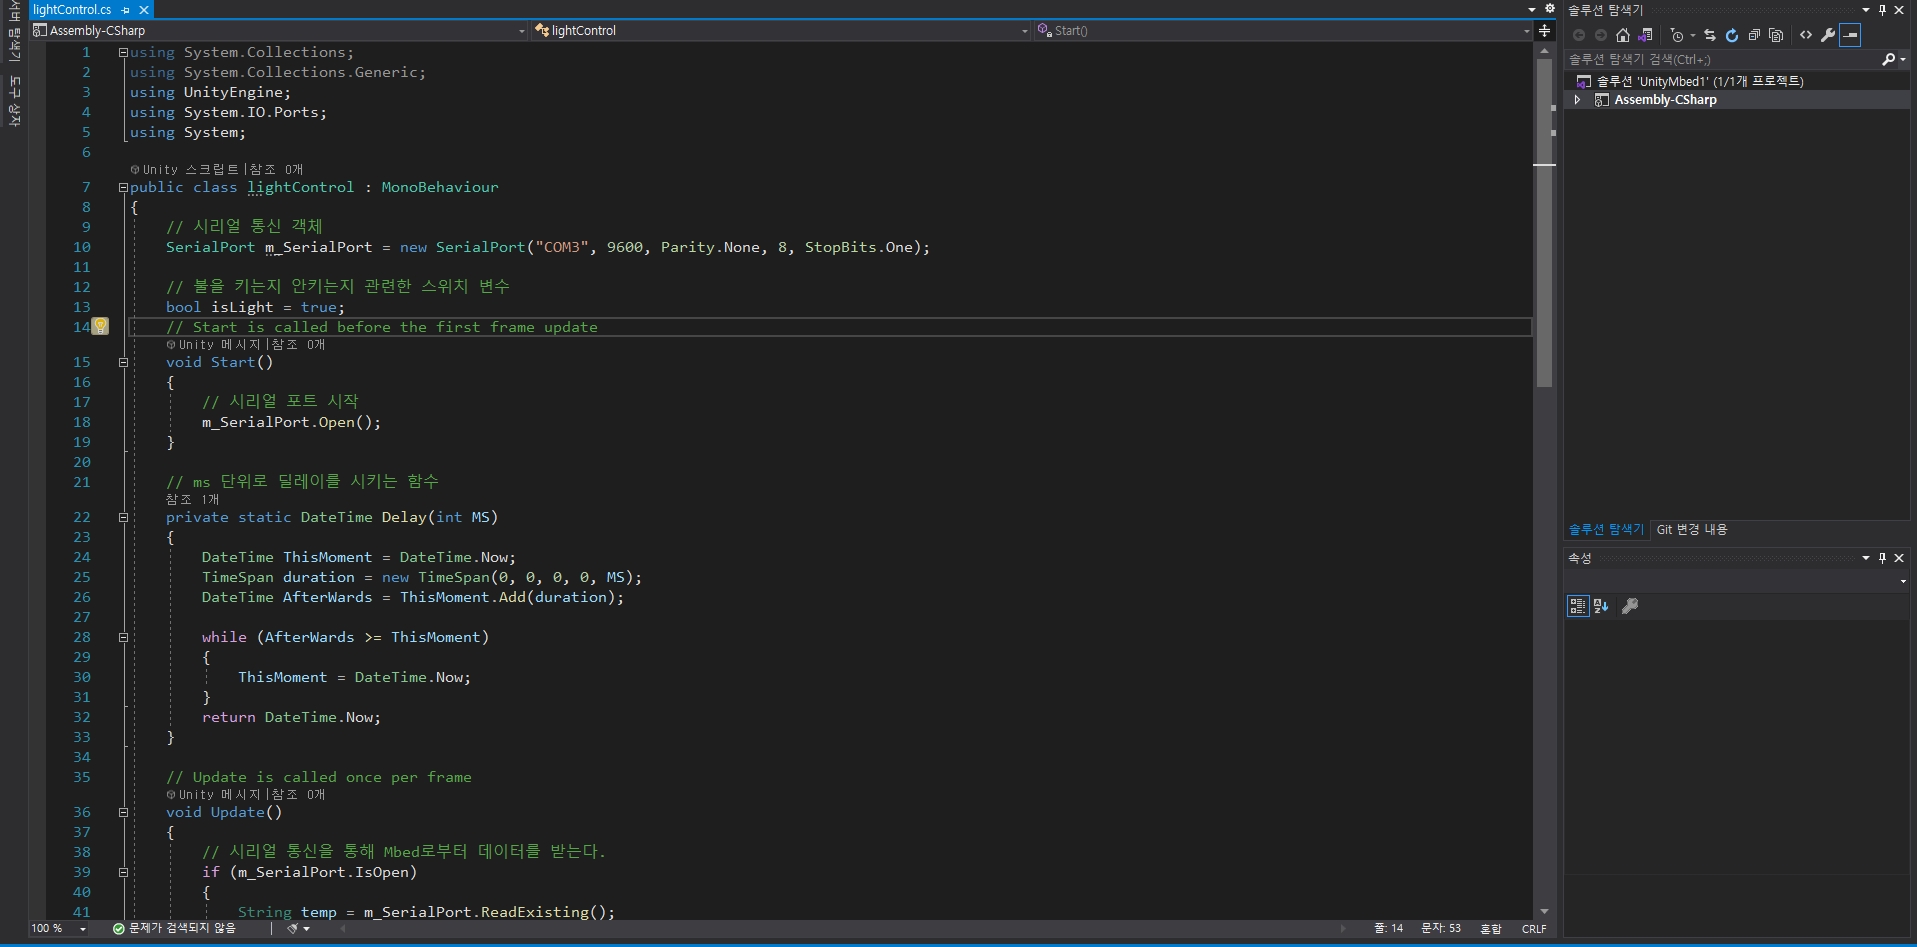 lightControl.cs
Assembly-CSharp
lightControl
Start()
서버 탐색기
도구 상자
1 using System.Collections;
2 using System.Collections.Generic;
3 using UnityEngine;
4 using System.IO.Ports;
5 using System;
6
Unity 스크립트|참조 0개
7 public class lightControl : MonoBehaviour
8 {
9 // 시리얼 통신 객체
10 SerialPort m_SerialPort = new SerialPort("COM3", 9600, Parity.None, 8, StopBits.One);
11
12 // 불을 키는지 안키는지 관련한 스위치 변수
13 bool isLight = true;
14 // Start is called before the first frame update
Unity 메시지|참조 0개
15 void Start()
16 {
17 // 시리얼 포트 시작
18 m_SerialPort.Open();
19 }
20
21 // ms 단위로 딜레이를 시키는 함수
참조 1개
22 private static DateTime Delay(int MS)
23 {
24 DateTime ThisMoment = DateTime.Now;
25 TimeSpan duration = new TimeSpan(0, 0, 0, 0, MS);
26 DateTime AfterWards = ThisMoment.Add(duration);
27
28 while (AfterWards >= ThisMoment)
29 {
30 ThisMoment = DateTime.Now;
31 }
32 return DateTime.Now;
33 }
34
35 // Update is called once per frame
Unity 메시지|참조 0개
36 void Update()
37 {
38 // 시리얼 통신을 통해 Mbed로부터 데이터를 받는다.
39 if (m_SerialPort.IsOpen)
40 {
41 String temp = m_SerialPort.ReadExisting();
100 %
문제가 검색되지 않음
줄: 14
문자: 53
혼합
CRLF
솔루션 탐색기
솔루션 탐색기 검색(Ctrl+;)
솔루션 'UnityMbed1' (1/1개 프로젝트)
Assembly-CSharp
솔루션 탐색기
Git 변경 내용
속성